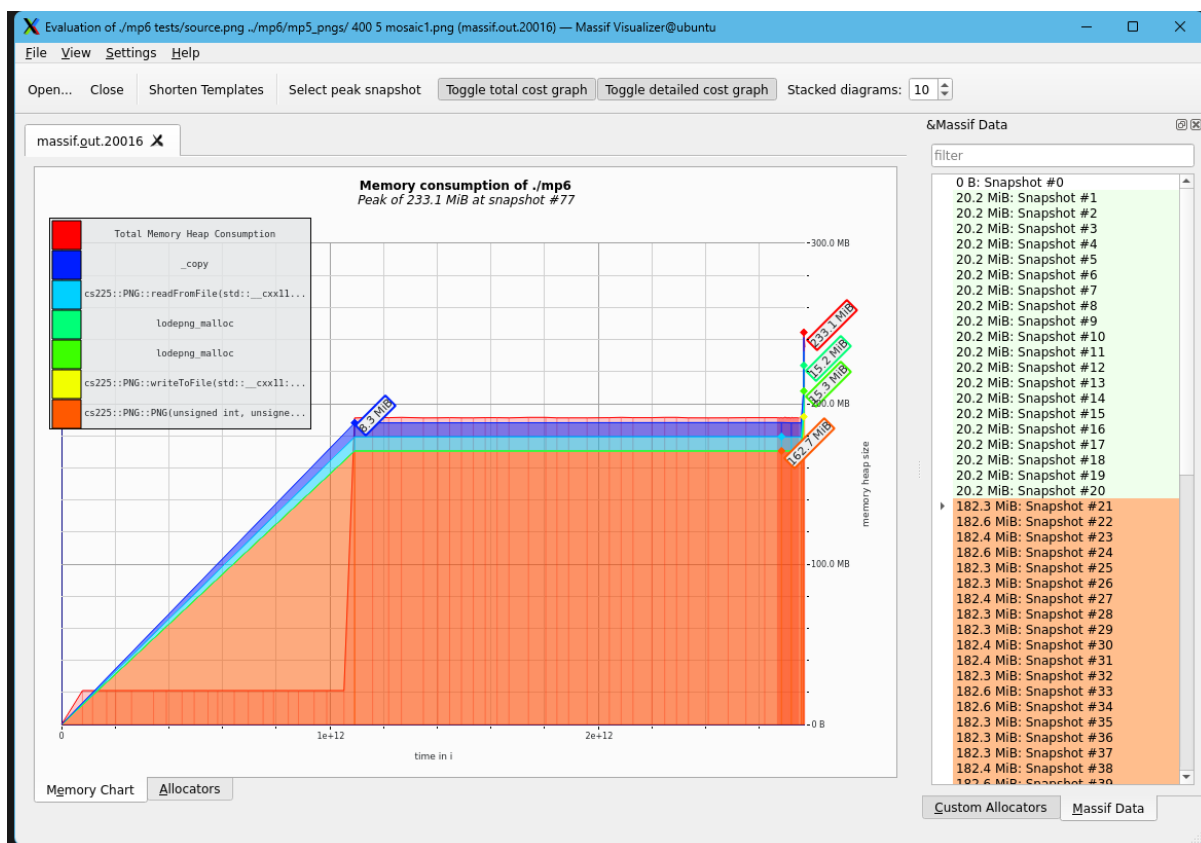 Evaluation of ./mp6 tests/source.png ../mp6/mp5_pngs/ 400 5 mosaic1.png (massif.out.20016) — Massif Visualizer@ubuntu
File View Settings Help
Open... Close Shorten Templates Select peak snapshot Toggle total cost graph Toggle detailed cost graph Stacked diagrams: 10
massif.out.20016
Memory consumption of ./mp6
Peak of 233.1 MiB at snapshot #77
Total Memory Heap Consumption
_copy
cs225::PNG::readFromFile(std::__cxx11...
lodepng_malloc
lodepng_malloc
cs225::PNG::writeToFile(std::__cxx11:...
cs225::PNG::PNG(unsigned int, unsigne...
300.0 MB
200.0 MB
100.0 MB
0 B
memory heap size
233.1 MiB
15.2 MiB
15.3 MiB
162.7 MiB
8.3 MiB
0
1e+12
2e+12
time in i
Memory Chart Allocators
&Massif Data
filter
0 B: Snapshot #0
20.2 MiB: Snapshot #1
20.2 MiB: Snapshot #2
20.2 MiB: Snapshot #3
20.2 MiB: Snapshot #4
20.2 MiB: Snapshot #5
20.2 MiB: Snapshot #6
20.2 MiB: Snapshot #7
20.2 MiB: Snapshot #8
20.2 MiB: Snapshot #9
20.2 MiB: Snapshot #10
20.2 MiB: Snapshot #11
20.2 MiB: Snapshot #12
20.2 MiB: Snapshot #13
20.2 MiB: Snapshot #14
20.2 MiB: Snapshot #15
20.2 MiB: Snapshot #16
20.2 MiB: Snapshot #17
20.2 MiB: Snapshot #18
20.2 MiB: Snapshot #19
20.2 MiB: Snapshot #20
182.3 MiB: Snapshot #21
182.6 MiB: Snapshot #22
182.4 MiB: Snapshot #23
182.6 MiB: Snapshot #24
182.3 MiB: Snapshot #25
182.3 MiB: Snapshot #26
182.4 MiB: Snapshot #27
182.3 MiB: Snapshot #28
182.3 MiB: Snapshot #29
182.4 MiB: Snapshot #30
182.4 MiB: Snapshot #31
182.3 MiB: Snapshot #32
182.6 MiB: Snapshot #33
182.6 MiB: Snapshot #34
182.3 MiB: Snapshot #35
182.3 MiB: Snapshot #36
182.3 MiB: Snapshot #37
182.4 MiB: Snapshot #38
182.6 MiB: Snapshot #39
Custom Allocators Massif Data